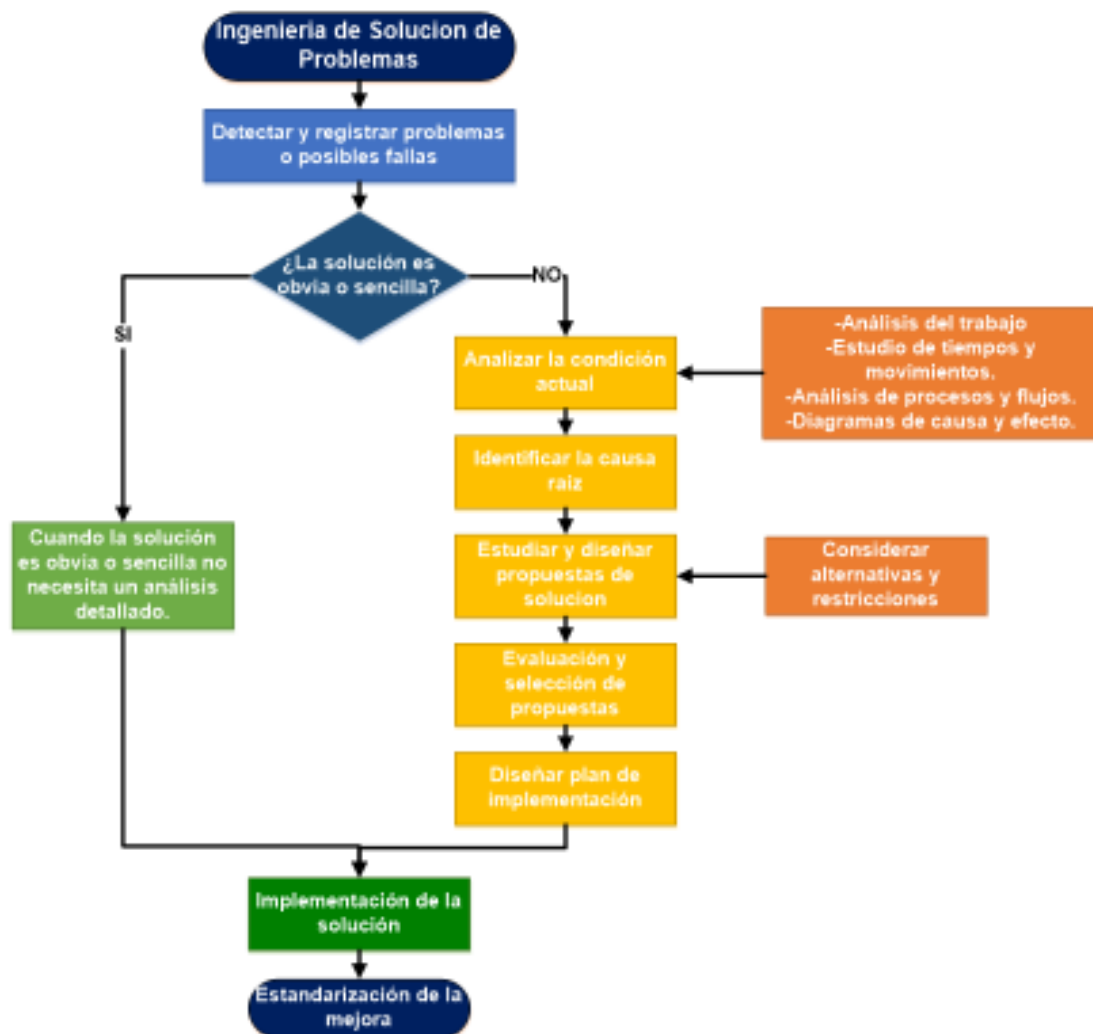 Ingenieria de Solucion de
Problemas
Detectar y registrar problemas
o posibles fallas
¿La solución es
obvia o sencilla?
NO
SI
-Análisis del trabajo
-Estudio de tiempos y
movimientos.
-Análisis de procesos y flujos.
-Diagramas de causa y efecto.
Analizar la condición
actual
Identificar la causa
raiz
Cuando la solución
es obvia o sencilla no
necesita un análisis
detallado.
Estudiar y diseñar
propuestas de
solucion
Considerar
alternativas y
restricciones
Evaluación y
selección de
propuestas
Diseñar plan de
implementación
Implementación de la
solución
Estandarización de la
mejora